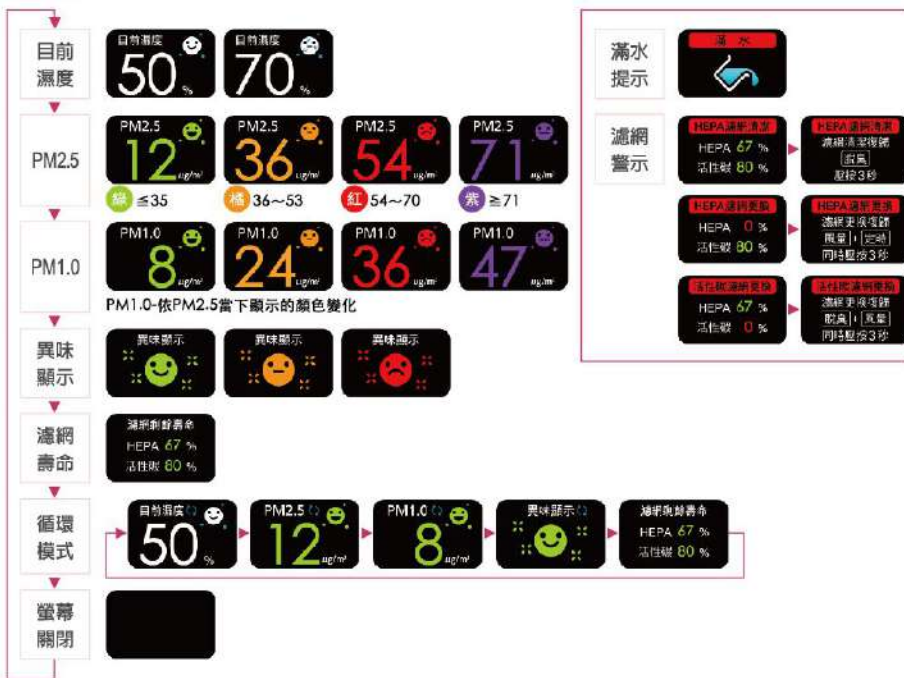 目前
濕度
目前濕度
50 %
目前濕度
70 %
PM2.5
PM2.5
12 ug/m³
PM2.5
36 ug/m³
PM2.5
54 ug/m³
PM2.5
71 ug/m³
綠 ≦35
橘 36～53
紅 54～70
紫 ≧71
PM1.0
PM1.0
8 ug/m³
PM1.0
24 ug/m³
PM1.0
36 ug/m³
PM1.0
47 ug/m³
PM1.0-依PM2.5當下顯示的顏色變化
異味
顯示
異味顯示
異味顯示
異味顯示
濾網
壽命
濾網剩餘壽命
HEPA 67 %
活性碳 80 %
循環
模式
目前濕度
50 %
PM2.5
12 ug/m³
PM1.0
8 ug/m³
異味顯示
濾網剩餘壽命
HEPA 67 %
活性碳 80 %
螢幕
關閉
滿水
提示
滿 水
濾網
警示
HEPA濾網清潔
HEPA 67 %
活性碳 80 %
HEPA濾網清潔
濾網清潔復歸
脫臭
壓按3秒
HEPA濾網更換
HEPA 0 %
活性碳 80 %
HEPA濾網更換
濾網更換復歸
風量 + 定時
同時壓按3秒
活性碳濾網更換
HEPA 67 %
活性碳 0 %
活性碳濾網更換
濾網更換復歸
脫臭 + 風量
同時壓按3秒